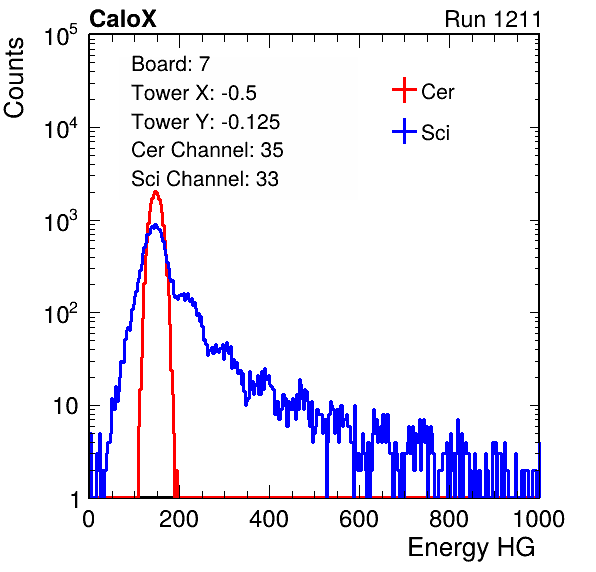 CaloX Run 1211
Counts
10^5
10^4
10^3
10^2
10
1
Board: 7
Tower X: -0.5
Tower Y: -0.125
Cer Channel: 35
Sci Channel: 33
Cer
Sci
0 200 400 600 800 1000
Energy HG